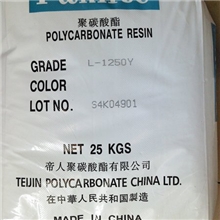 聚碳酸酯
POLYCARBONATE RESIN
GRADE L-1250Y
COLOR
LOT NO. S4K04901
NET 25 KGS
帝人聚碳酸酯有限公司
TEIJIN POLYCARBONATE CHINA LTD.
在中華人民共和国製造
MADE IN CHINA